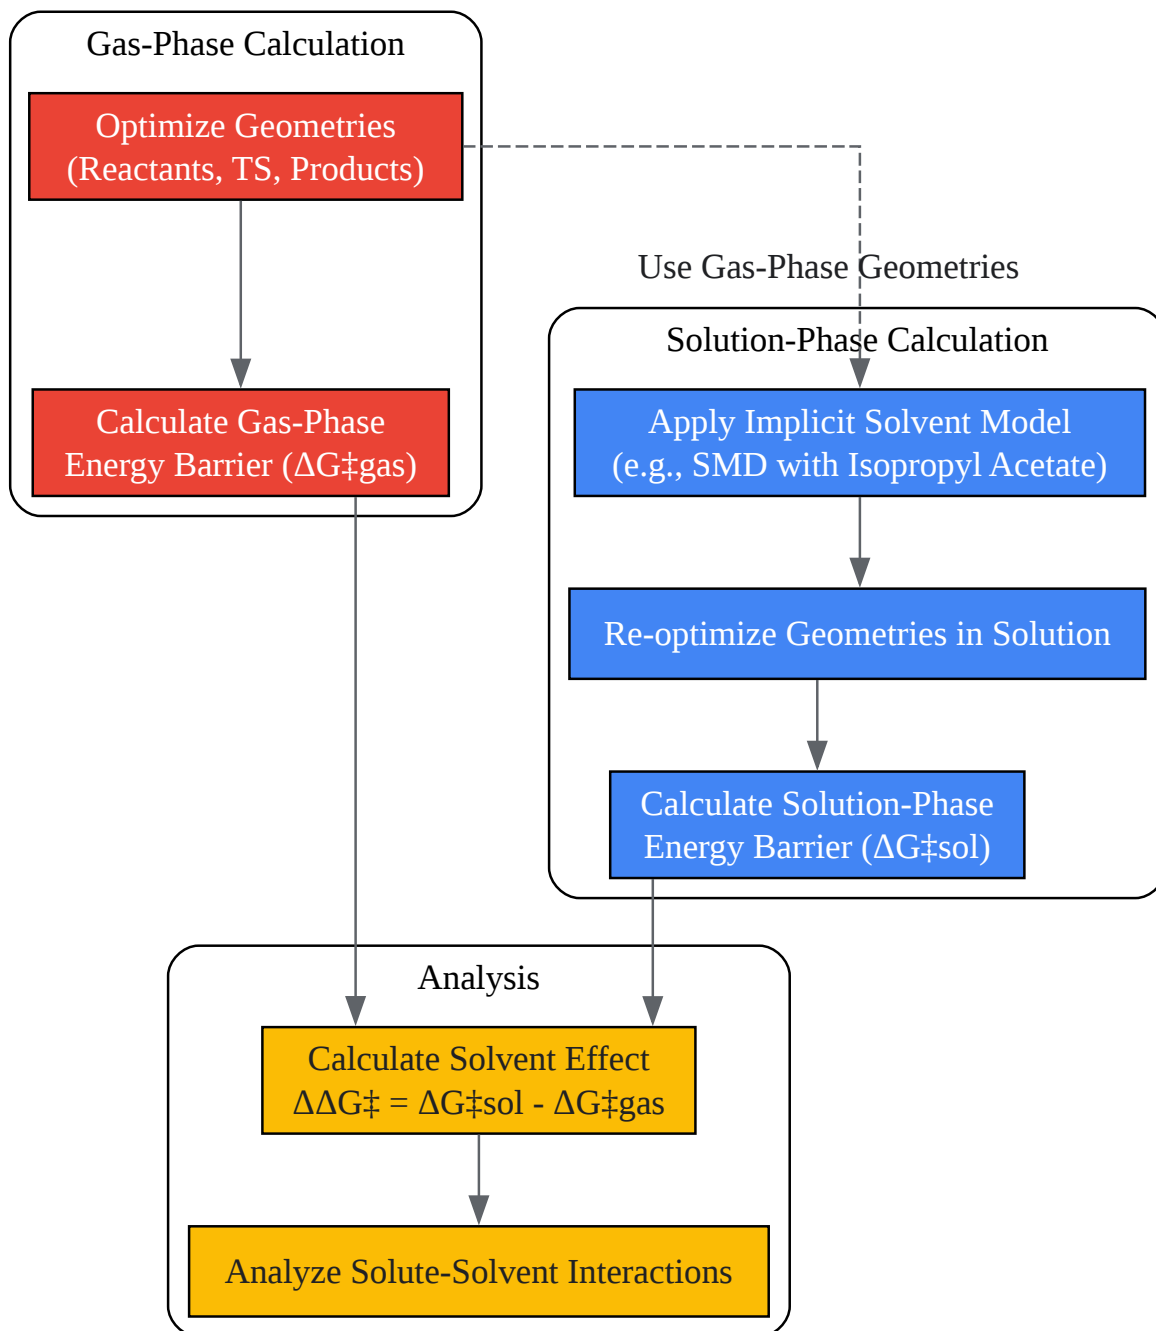 Gas-Phase Calculation
Optimize Geometries
(Reactants, TS, Products)
Calculate Gas-Phase
Energy Barrier (ΔG‡gas)
Use Gas-Phase Geometries
Solution-Phase Calculation
Apply Implicit Solvent Model
(e.g., SMD with Isopropyl Acetate)
Re-optimize Geometries in Solution
Calculate Solution-Phase
Energy Barrier (ΔG‡sol)
Analysis
Calculate Solvent Effect
ΔΔG‡ = ΔG‡sol - ΔG‡gas
Analyze Solute-Solvent Interactions